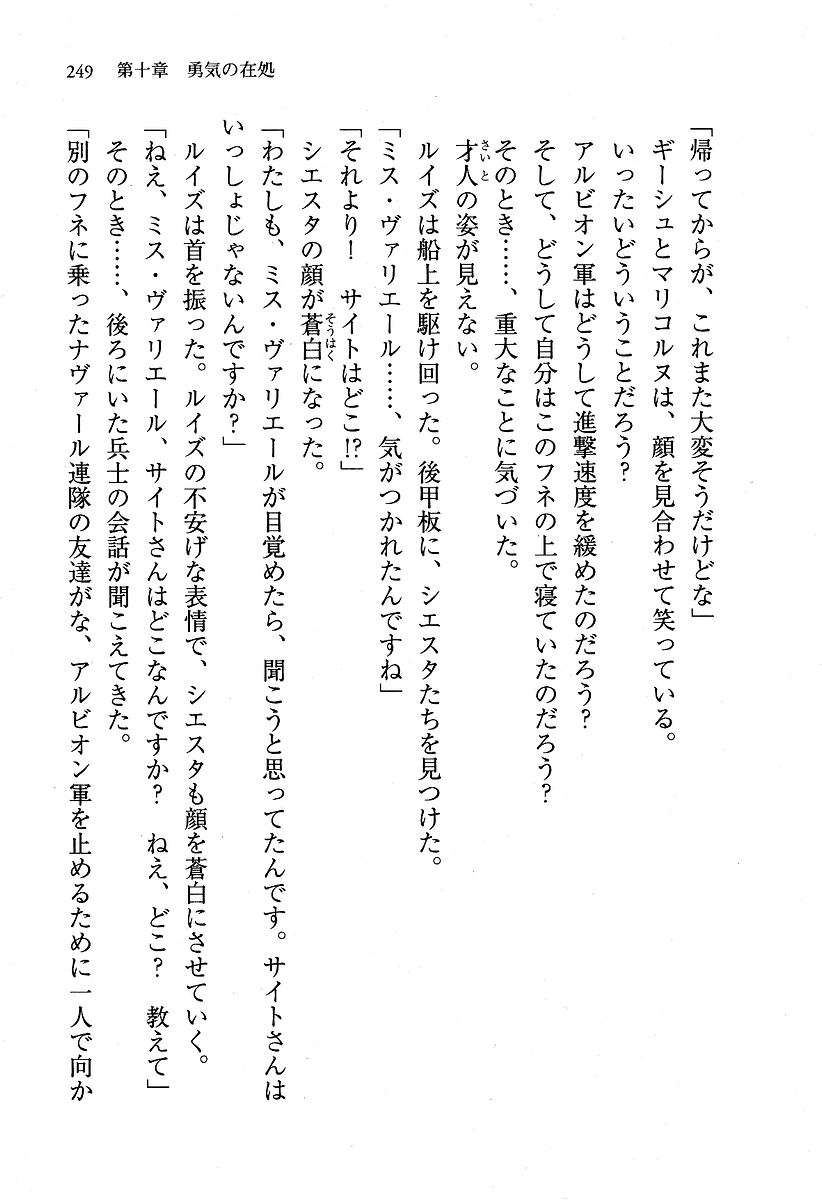 249　第十章　勇気の在処
「帰ってからが、これまた大変そうだけどな」
ギーシュとマリコルヌは、顔を見合わせて笑っている。
いったいどういうことだろう？
アルビオン軍はどうして進撃速度を緩めたのだろう？
そして、どうして自分はこのフネの上で寝ていたのだろう？
そのとき……、重大なことに気づいた。
才人の姿が見えない。
ルイズは船上を駆け回った。後甲板に、シエスタたちを見つけた。
「ミス・ヴァリエール……、気がつかれたんですね」
「それより！　サイトはどこ!?」
シエスタの顔が蒼白になった。
「わたしも、ミス・ヴァリエールが目覚めたら、聞こうと思ってたんです。サイトさんは
いっしょじゃないんですか？」
ルイズは首を振った。ルイズの不安げな表情で、シエスタも顔を蒼白にさせていく。
「ねえ、ミス・ヴァリエール、サイトさんはどこなんですか？　ねえ、どこ？　教えて」
そのとき……、後ろにいた兵士の会話が聞こえてきた。
「別のフネに乗ったナヴァール連隊の友達がな、アルビオン軍を止めるために一人で向か